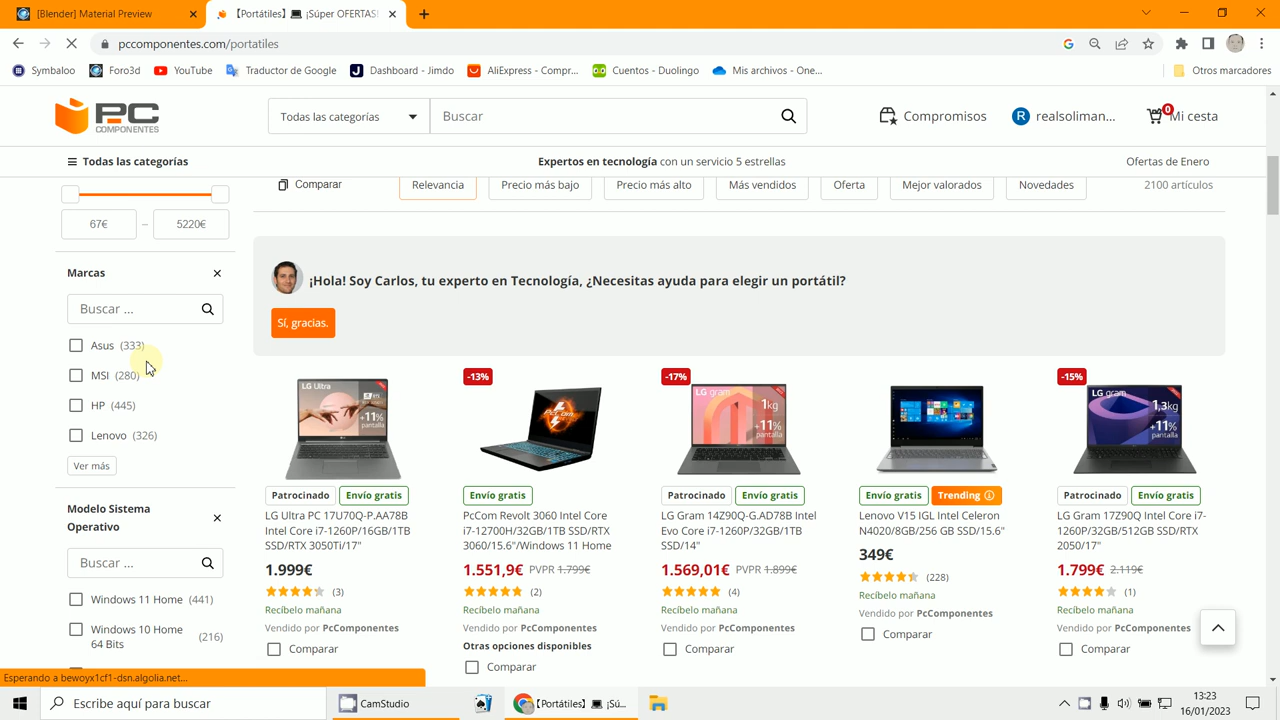 [Blender] Material Preview
【Portátiles】 💻 ¡Súper OFERTAS!
pccomponentes.com/portatiles
Symbaloo
Foro3d
YouTube
Traductor de Google
Dashboard - Jimdo
AliExpress - Compr...
Cuentos - Duolingo
Mis archivos - One...
Otros marcadores
PC COMPONENTES
Todas las categorías
Buscar
Compromisos
R
realsoliman...
0
Mi cesta
Todas las categorías
Expertos en tecnología con un servicio 5 estrellas
Ofertas de Enero
Comparar
Relevancia
Precio más bajo
Precio más alto
Más vendidos
Oferta
Mejor valorados
Novedades
2100 artículos
67€ – 5220€
Marcas
Buscar ...
Asus (333)
MSI (280)
HP (445)
Lenovo (326)
Ver más
Modelo Sistema
Operativo
Buscar ...
Windows 11 Home (441)
Windows 10 Home
64 Bits (216)
¡Hola! Soy Carlos, tu experto en Tecnología, ¿Necesitas ayuda para elegir un portátil?
Sí, gracias.
LG Ultra
+11%
pantalla
Patrocinado
Envío gratis
LG Ultra PC 17U70Q-P.AA78B
Intel Core i7-1260P/16GB/1TB
SSD/RTX 3050Ti/17"
1.999€
(3)
Recíbelo mañana
Vendido por PcComponentes
Comparar
-13%
PcCom
Envío gratis
PcCom Revolt 3060 Intel Core
i7-12700H/32GB/1TB SSD/RTX
3060/15.6"/Windows 11 Home
1.551,9€ PVPR 1.799€
(2)
Recíbelo mañana
Vendido por PcComponentes
Otras opciones disponibles
Comparar
-17%
LG gram
1kg
+11%
pantalla
Patrocinado
Envío gratis
LG Gram 14Z90Q-G.AD78B Intel
Evo Core i7-1260P/32GB/1TB
SSD/14"
1.569,01€ PVPR 1.899€
(4)
Recíbelo mañana
Vendido por PcComponentes
Comparar
Envío gratis
Trending
Lenovo V15 IGL Intel Celeron
N4020/8GB/256 GB SSD/15.6"
349€
(228)
Recíbelo mañana
Vendido por PcComponentes
Comparar
-15%
LG gram
1,3kg
+11%
pantalla
Patrocinado
Envío gratis
LG Gram 17Z90Q Intel Core i7-
1260P/32GB/512GB SSD/RTX
2050/17"
1.799€ 2.119€
(1)
Recíbelo mañana
Vendido por PcComponentes
Comparar
Esperando a bewoyx1cf1-dsn.algolia.net...
Escribe aquí para buscar
CamStudio
【Portátiles】 💻 ¡Sú...
13:23
16/01/2023